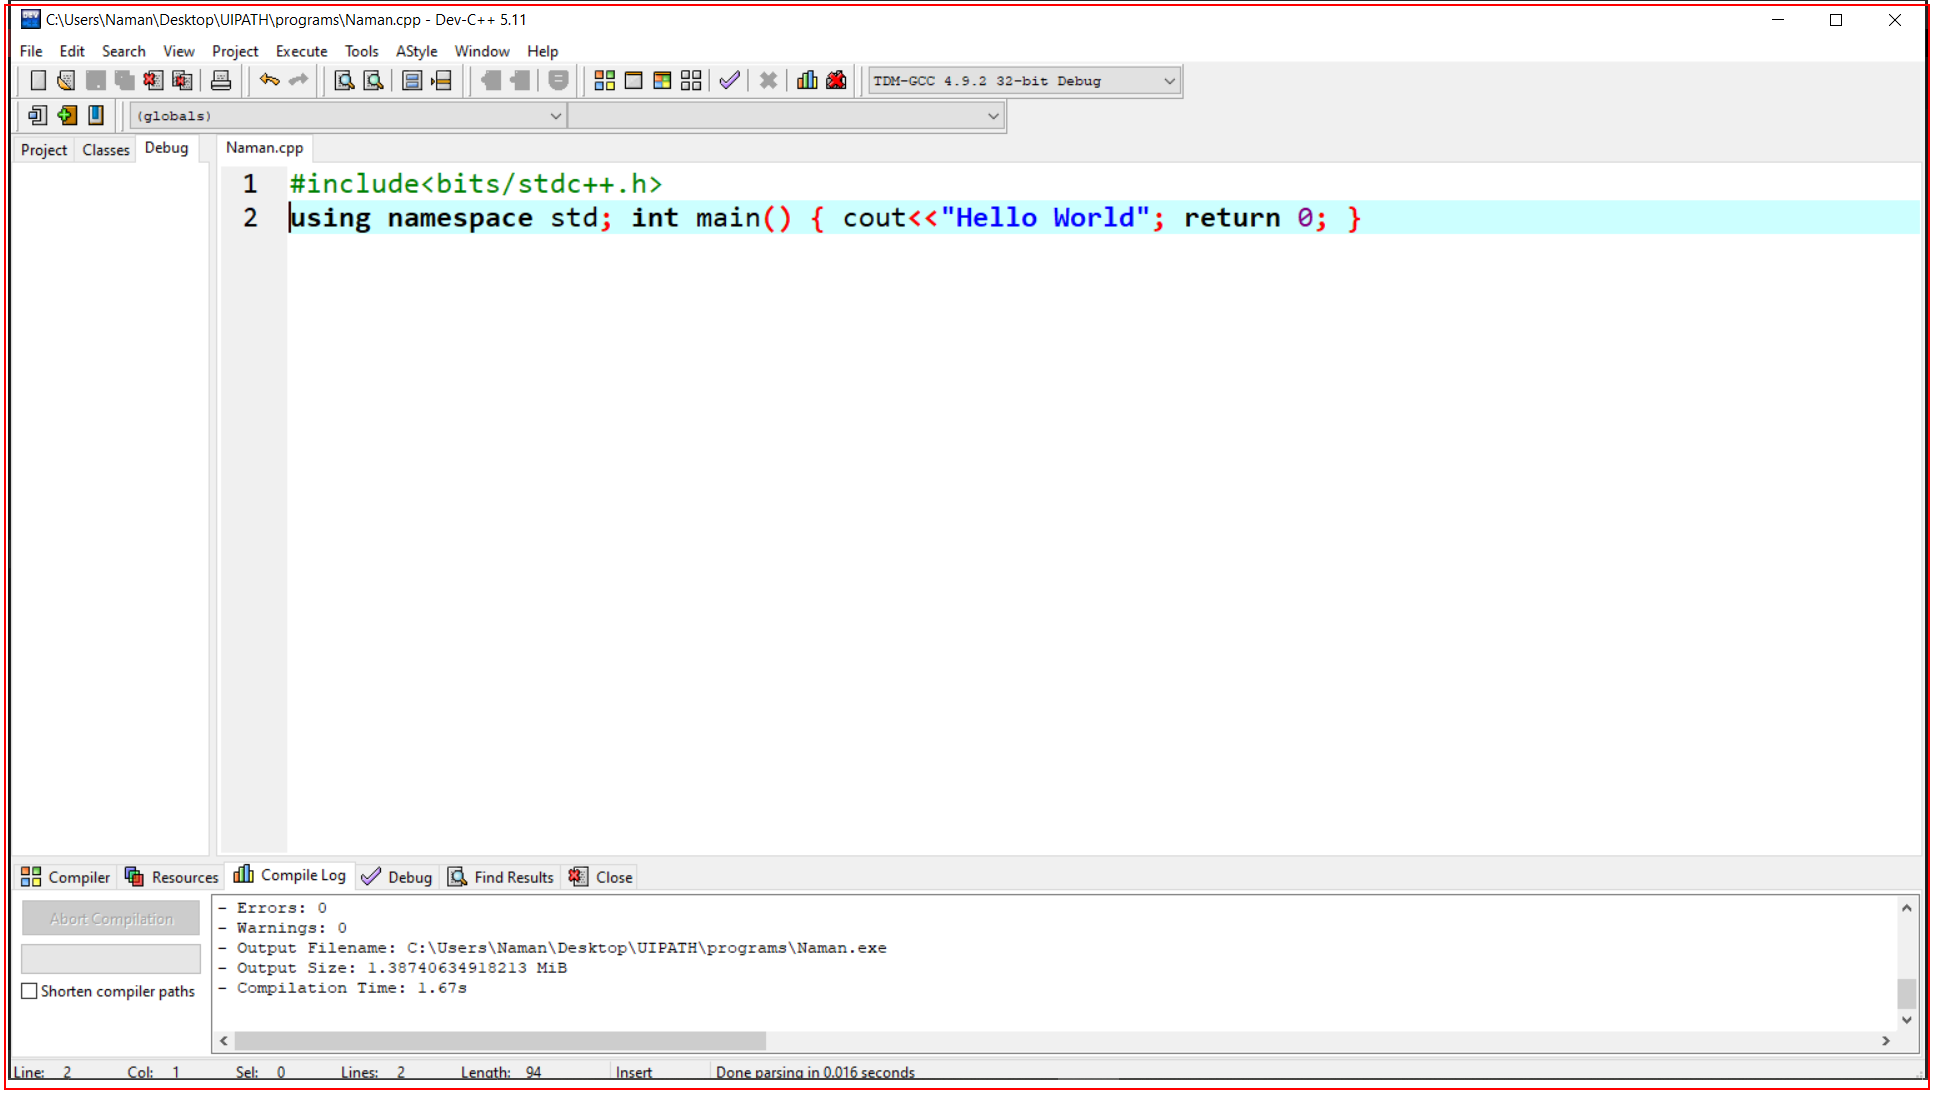 C:\Users\Naman\Desktop\UIPATH\programs\Naman.cpp - Dev-C++ 5.11
File Edit Search View Project Execute Tools AStyle Window Help
TDM-GCC 4.9.2 32-bit Debug
(globals)
Project Classes Debug
Naman.cpp
1 #include<bits/stdc++.h>
2 using namespace std; int main() { cout<<"Hello World"; return 0; }
Compiler Resources Compile Log Debug Find Results Close
Abort Compilation
Shorten compiler paths
- Errors: 0
- Warnings: 0
- Output Filename: C:\Users\Naman\Desktop\UIPATH\programs\Naman.exe
- Output Size: 1.38740634918213 MiB
- Compilation Time: 1.67s
Line: 2 Col: 1 Sel: 0 Lines: 2 Length: 94 Insert Done parsing in 0.016 seconds